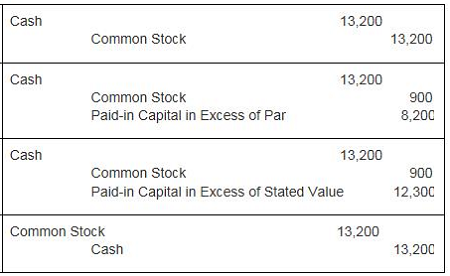 Cash 13,200
Common Stock 13,200
Cash 13,200
Common Stock 900
Paid-in Capital in Excess of Par 8,200
Cash 13,200
Common Stock 900
Paid-in Capital in Excess of Stated Value 12,300
Common Stock 13,200
Cash 13,200